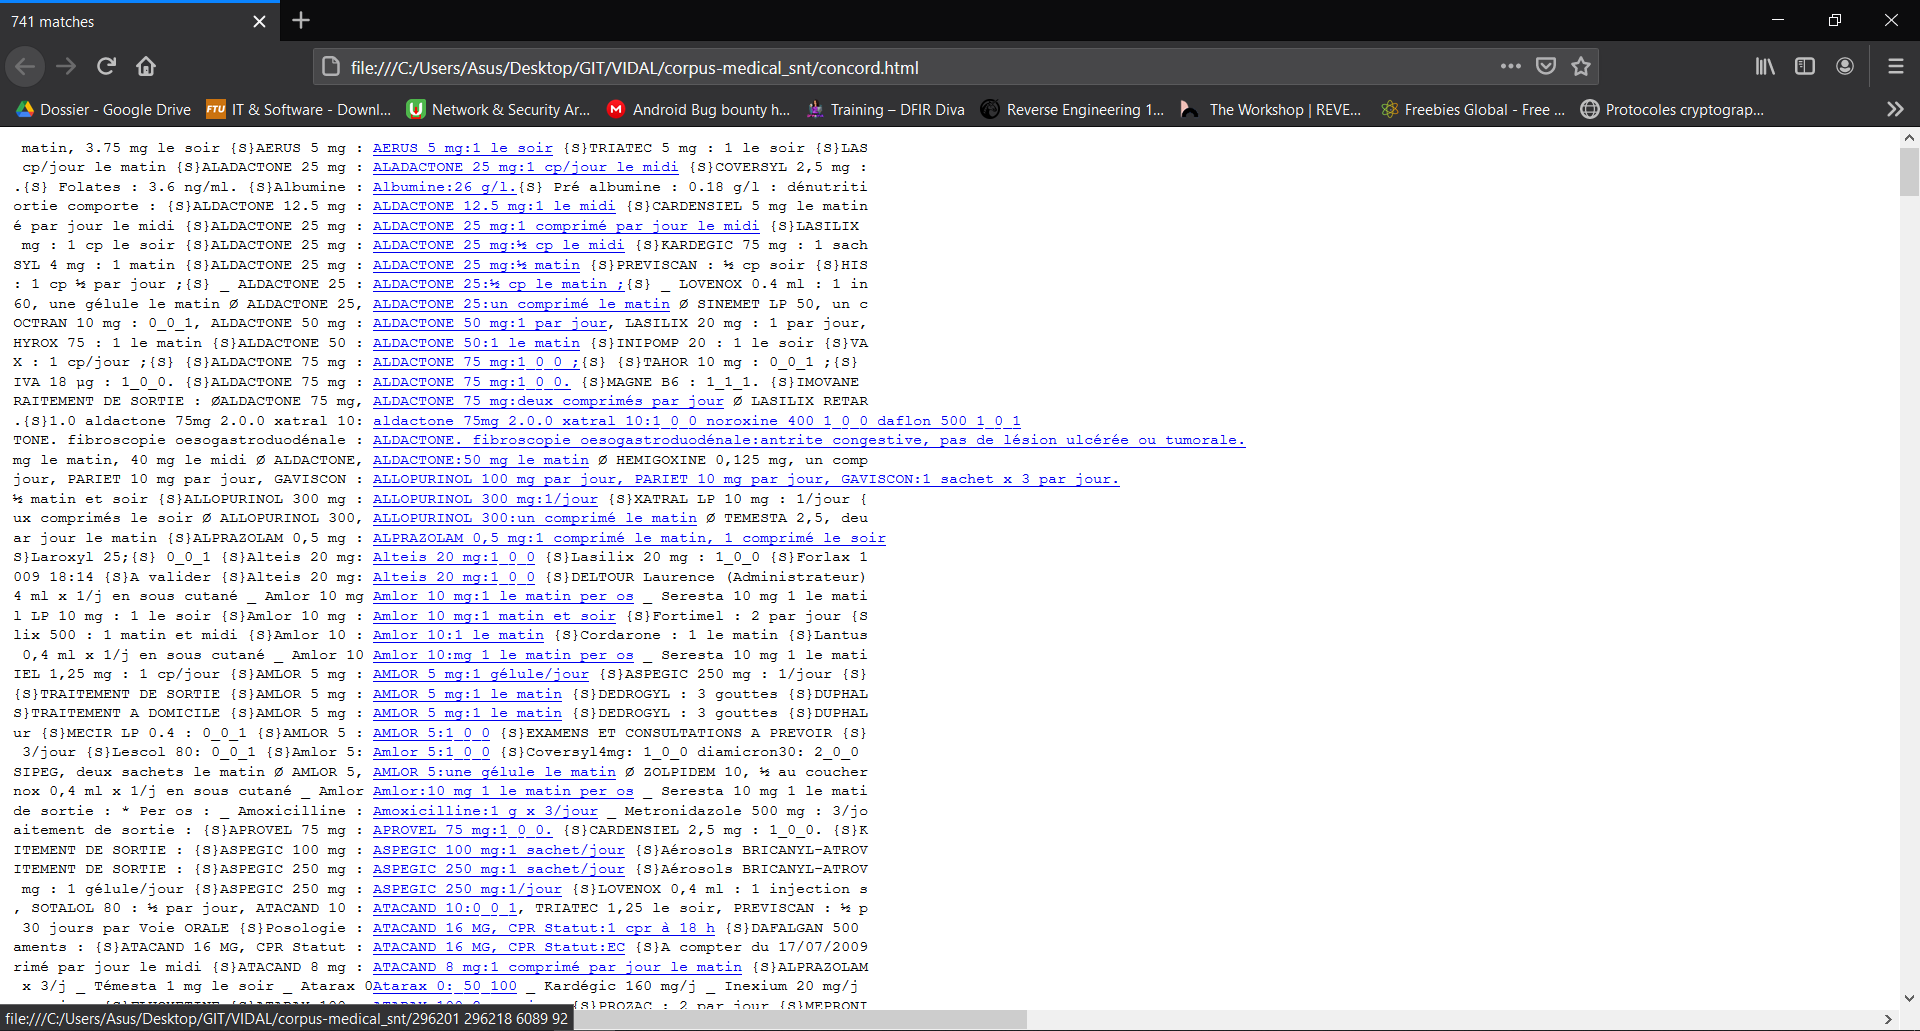 741 matches
file:///C:/Users/Asus/Desktop/GIT/VIDAL/corpus-medical_snt/concord.html
Dossier - Google Drive FTU IT & Software - Downl... Network & Security Ar... Android Bug bounty h... Training – DFIR Diva Reverse Engineering 1... The Workshop | REVE... Freebies Global - Free ... Protocoles cryptograp...
matin, 3.75 mg le soir {S}AERUS 5 mg : AERUS 5 mg:1 le soir {S}TRIATEC 5 mg : 1 le soir {S}LAS
cp/jour le matin {S}ALADACTONE 25 mg : ALADACTONE 25 mg:1 cp/jour le midi {S}COVERSYL 2,5 mg :
.{S} Folates : 3.6 ng/ml. {S}Albumine : Albumine:26 g/l.{S} Pré albumine : 0.18 g/l : dénutriti
ortie comporte : {S}ALDACTONE 12.5 mg : ALDACTONE 12.5 mg:1 le midi {S}CARDENSIEL 5 mg le matin
é par jour le midi {S}ALDACTONE 25 mg : ALDACTONE 25 mg:1 comprimé par jour le midi {S}LASILIX
mg : 1 cp le soir {S}ALDACTONE 25 mg : ALDACTONE 25 mg:½ cp le midi {S}KARDEGIC 75 mg : 1 sach
SYL 4 mg : 1 matin {S}ALDACTONE 25 mg : ALDACTONE 25 mg:½ matin {S}PREVISCAN : ½ cp soir {S}HIS
: 1 cp ½ par jour ;{S} _ ALDACTONE 25 : ALDACTONE 25:½ cp le matin ;{S} _ LOVENOX 0.4 ml : 1 in
60, une gélule le matin Ø ALDACTONE 25, ALDACTONE 25:un comprimé le matin Ø SINEMET LP 50, un c
OCTRAN 10 mg : 0_0_1, ALDACTONE 50 mg : ALDACTONE 50 mg:1 par jour, LASILIX 20 mg : 1 par jour,
HYROX 75 : 1 le matin {S}ALDACTONE 50 : ALDACTONE 50:1 le matin {S}INIPOMP 20 : 1 le soir {S}VA
X : 1 cp/jour ;{S} {S}ALDACTONE 75 mg : ALDACTONE 75 mg:1_0_0 ;{S} {S}TAHOR 10 mg : 0_0_1 ;{S}
IVA 18 µg : 1_0_0. {S}ALDACTONE 75 mg : ALDACTONE 75 mg:1_0_0. {S}MAGNE B6 : 1_1_1. {S}IMOVANE
RAITEMENT DE SORTIE : ØALDACTONE 75 mg, ALDACTONE 75 mg:deux comprimés par jour Ø LASILIX RETAR
.{S}1.0 aldactone 75mg 2.0.0 xatral 10: aldactone 75mg 2.0.0 xatral 10:1_0_0 noroxine 400 1_0_0 daflon 500 1_0_1
TONE. fibroscopie oesogastroduodénale : ALDACTONE. fibroscopie oesogastroduodénale:antrite congestive, pas de lésion ulcérée ou tumorale.
mg le matin, 40 mg le midi Ø ALDACTONE, ALDACTONE:50 mg le matin Ø HEMIGOXINE 0,125 mg, un comp
jour, PARIET 10 mg par jour, GAVISCON : ALLOPURINOL 100 mg par jour, PARIET 10 mg par jour, GAVISCON:1 sachet x 3 par jour.
½ matin et soir {S}ALLOPURINOL 300 mg : ALLOPURINOL 300 mg:1/jour {S}XATRAL LP 10 mg : 1/jour {
ux comprimés le soir Ø ALLOPURINOL 300, ALLOPURINOL 300:un comprimé le matin Ø TEMESTA 2,5, deu
ar jour le matin {S}ALPRAZOLAM 0,5 mg : ALPRAZOLAM 0,5 mg:1 comprimé le matin, 1 comprimé le soir
S}Laroxyl 25;{S} 0_0_1 {S}Alteis 20 mg: Alteis 20 mg:1_0_0 {S}Lasilix 20 mg : 1_0_0 {S}Forlax 1
009 18:14 {S}A valider {S}Alteis 20 mg: Alteis 20 mg:1_0_0 {S}DELTOUR Laurence (Administrateur)
4 ml x 1/j en sous cutané _ Amlor 10 mg Amlor 10 mg:1 le matin per os _ Seresta 10 mg 1 le mati
l LP 10 mg : 1 le soir {S}Amlor 10 mg : Amlor 10 mg:1 matin et soir {S}Fortimel : 2 par jour {S
lix 500 : 1 matin et midi {S}Amlor 10 : Amlor 10:1 le matin {S}Cordarone : 1 le matin {S}Lantus
0,4 ml x 1/j en sous cutané _ Amlor 10 Amlor 10:mg 1 le matin per os _ Seresta 10 mg 1 le mati
IEL 1,25 mg : 1 cp/jour {S}AMLOR 5 mg : AMLOR 5 mg:1 gélule/jour {S}ASPEGIC 250 mg : 1/jour {S}
{S}TRAITEMENT DE SORTIE {S}AMLOR 5 mg : AMLOR 5 mg:1 le matin {S}DEDROGYL : 3 gouttes {S}DUPHAL
S}TRAITEMENT A DOMICILE {S}AMLOR 5 mg : AMLOR 5 mg:1 le matin {S}DEDROGYL : 3 gouttes {S}DUPHAL
ur {S}MECIR LP 0.4 : 0_0_1 {S}AMLOR 5 : AMLOR 5:1_0_0 {S}EXAMENS ET CONSULTATIONS A PREVOIR {S}
3/jour {S}Lescol 80: 0_0_1 {S}Amlor 5: Amlor 5:1_0_0 {S}Coversyl4mg: 1_0_0 diamicron30: 2_0_0
SIPEG, deux sachets le matin Ø AMLOR 5, AMLOR 5:une gélule le matin Ø ZOLPIDEM 10, ½ au coucher
nox 0,4 ml x 1/j en sous cutané _ Amlor Amlor:10 mg 1 le matin per os _ Seresta 10 mg 1 le mati
de sortie : * Per os : _ Amoxicilline : Amoxicilline:1 g x 3/jour _ Metronidazole 500 mg : 3/jo
aitement de sortie : {S}APROVEL 75 mg : APROVEL 75 mg:1_0_0. {S}CARDENSIEL 2,5 mg : 1_0_0. {S}K
ITEMENT DE SORTIE : {S}ASPEGIC 100 mg : ASPEGIC 100 mg:1 sachet/jour {S}Aérosols BRICANYL-ATROV
ITEMENT DE SORTIE : {S}ASPEGIC 250 mg : ASPEGIC 250 mg:1 sachet/jour {S}Aérosols BRICANYL-ATROV
mg : 1 gélule/jour {S}ASPEGIC 250 mg : ASPEGIC 250 mg:1/jour {S}LOVENOX 0,4 ml : 1 injection s
, SOTALOL 80 : ½ par jour, ATACAND 10 : ATACAND 10:0_0_1, TRIATEC 1,25 le soir, PREVISCAN : ½ p
30 jours par Voie ORALE {S}Posologie : ATACAND 16 MG, CPR Statut:1 cpr à 18 h {S}DAFALGAN 500
aments : {S}ATACAND 16 MG, CPR Statut : ATACAND 16 MG, CPR Statut:EC {S}A compter du 17/07/2009
rimé par jour le midi {S}ATACAND 8 mg : ATACAND 8 mg:1 comprimé par jour le matin {S}ALPRAZOLAM
x 3/j _ Témesta 1 mg le soir _ Atarax 0Atarax 0:_50_100 _ Kardégic 160 mg/j _ Inexium 20 mg/j
{S}PROZAC : 2 par jour {S}MEPRONI
file:///C:/Users/Asus/Desktop/GIT/VIDAL/corpus-medical_snt/296201 296218 6089 92